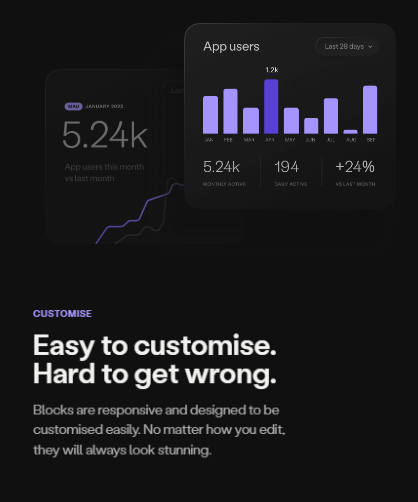 App users
Last 28 days
1.2k
MAU JANUARY 2023
5.24k
App users this month
vs last month
JAN FEB MAR APR MAY JUN JUL AUG SEP
5.24k 194 +24%
MONTHLY ACTIVE DAILY ACTIVE VS LAST MONTH
CUSTOMISE
Easy to customise.
Hard to get wrong.
Blocks are responsive and designed to be
customised easily. No matter how you edit,
they will always look stunning.